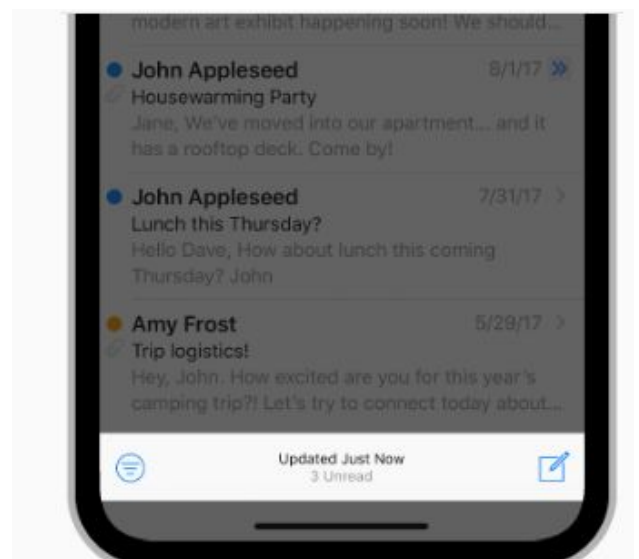 modern art exhibit happening soon! We should...
John Appleseed 8/1/17
Housewarming Party
Jane, We've moved into our apartment... and it
has a rooftop deck. Come by!
John Appleseed 7/31/17
Lunch this Thursday?
Hello Dave, How about lunch this coming
Thursday? John
Amy Frost 5/29/17
Trip logistics!
Hey, John. How excited are you for this year's
camping trip?! Let's try to connect today about...
Updated Just Now
3 Unread